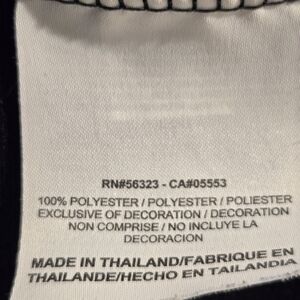 RN#56323 - CA#05553
100% POLYESTER / POLYESTER / POLIESTER
EXCLUSIVE OF DECORATION / DECORATION
NON COMPRISE / NO INCLUYE LA
DECORACION
MADE IN THAILAND/FABRIQUE EN
THAILANDE/HECHO EN TAILANDIA